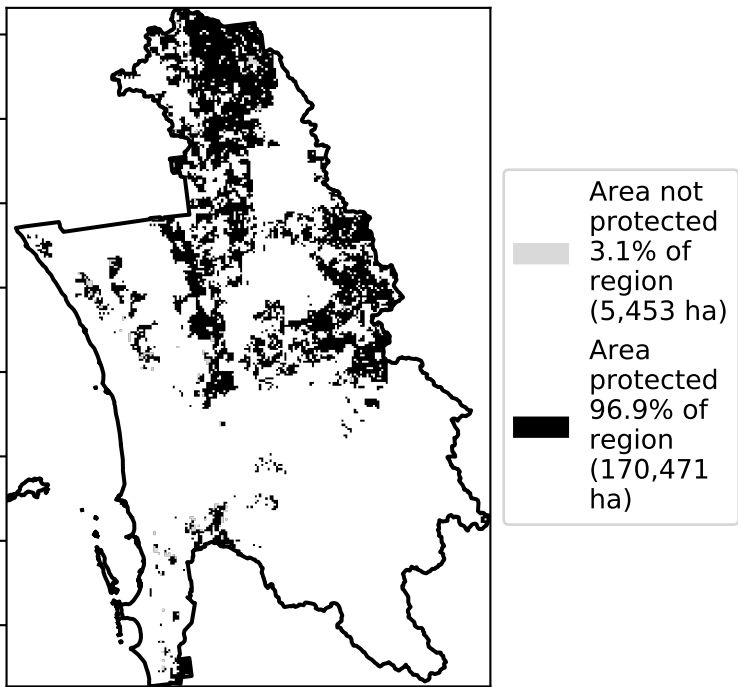 Area not
protected
3.1% of
region
(5,453 ha)
Area
protected
96.9% of
region
(170,471
ha)